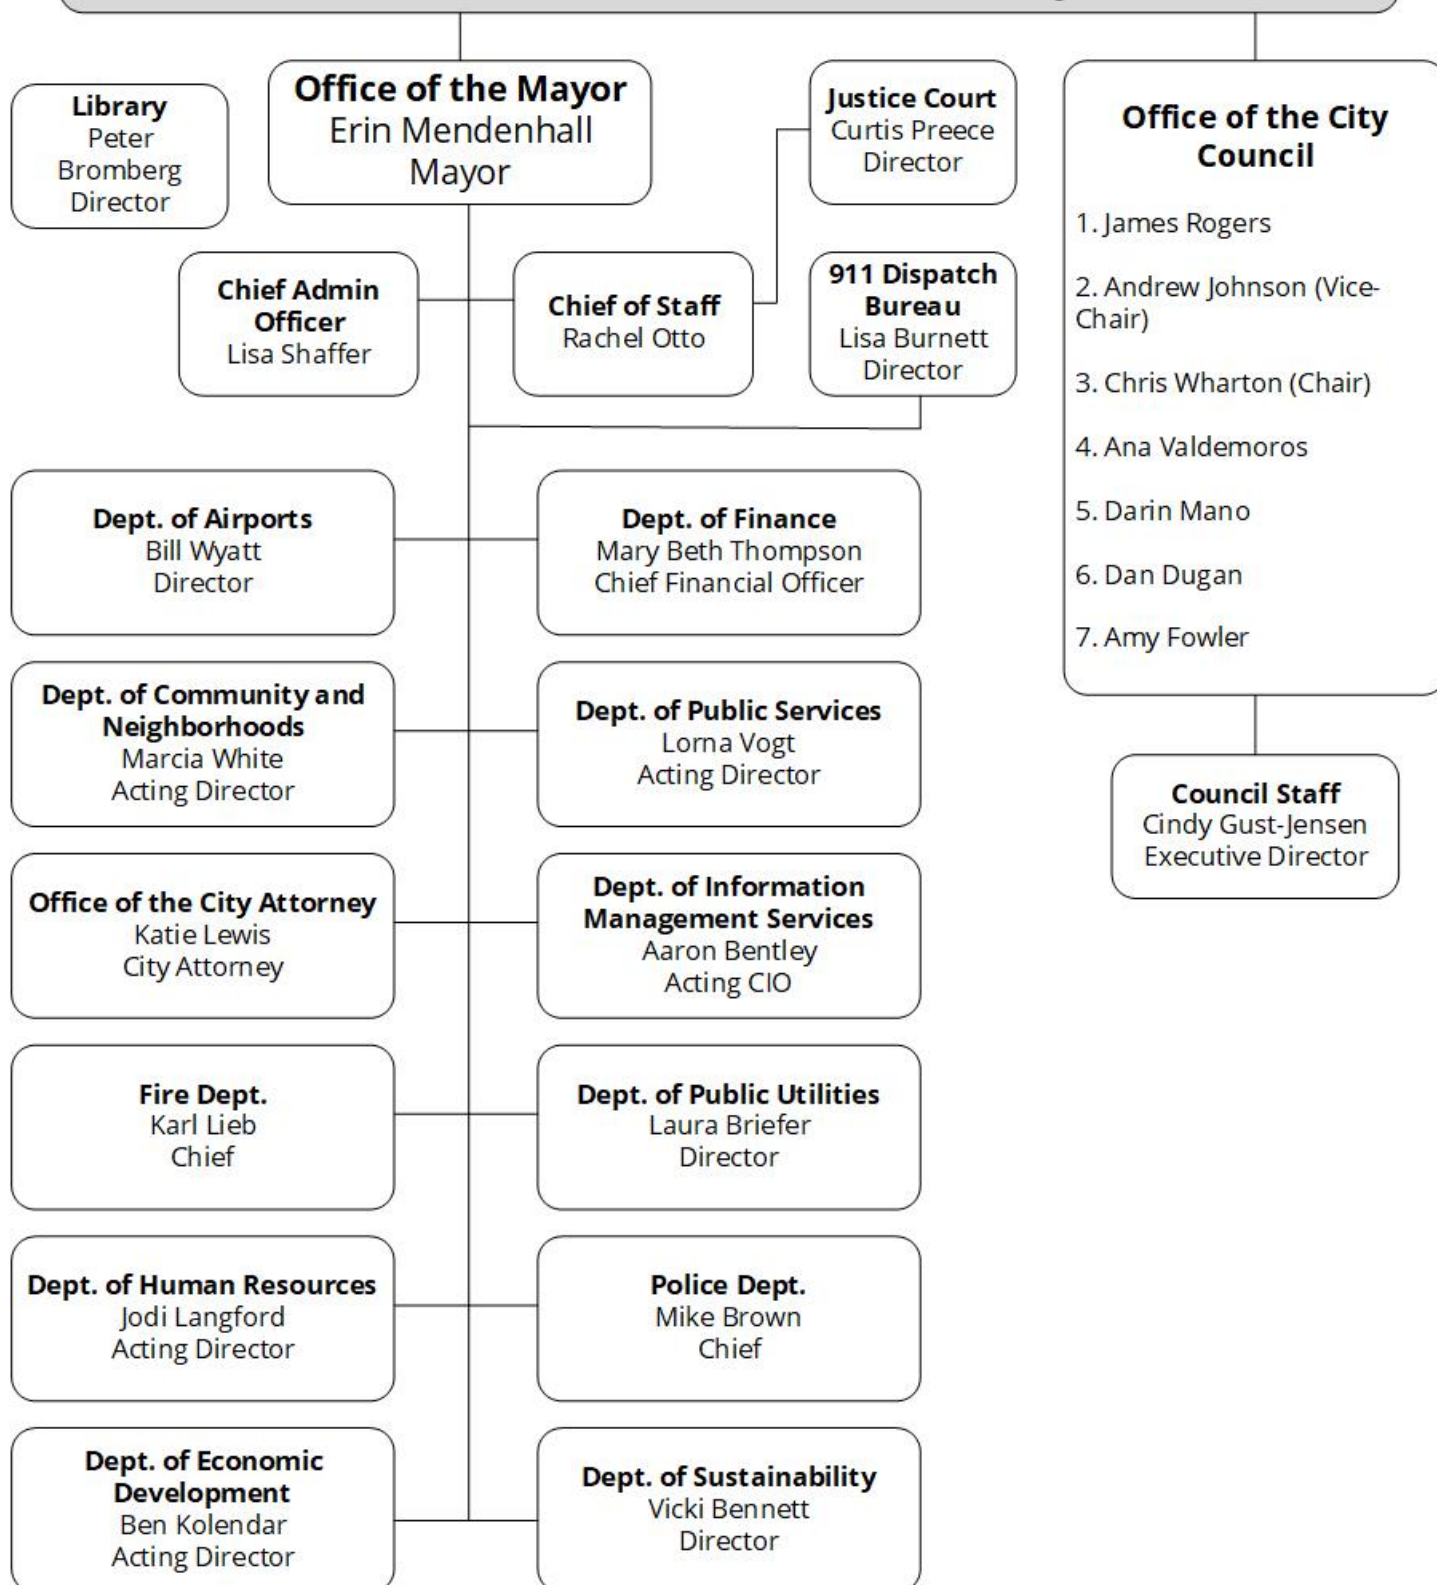 Library
Peter
Bromberg
Director
Office of the Mayor
Erin Mendenhall
Mayor
Justice Court
Curtis Preece
Director
Office of the City
Council
1. James Rogers
2. Andrew Johnson (Vice-
Chair)
3. Chris Wharton (Chair)
4. Ana Valdemoros
5. Darin Mano
6. Dan Dugan
7. Amy Fowler
Chief Admin
Officer
Lisa Shaffer
Chief of Staff
Rachel Otto
911 Dispatch
Bureau
Lisa Burnett
Director
Dept. of Airports
Bill Wyatt
Director
Dept. of Finance
Mary Beth Thompson
Chief Financial Officer
Dept. of Community and
Neighborhoods
Marcia White
Acting Director
Dept. of Public Services
Lorna Vogt
Acting Director
Council Staff
Cindy Gust-Jensen
Executive Director
Office of the City Attorney
Katie Lewis
City Attorney
Dept. of Information
Management Services
Aaron Bentley
Acting CIO
Fire Dept.
Karl Lieb
Chief
Dept. of Public Utilities
Laura Briefer
Director
Dept. of Human Resources
Jodi Langford
Acting Director
Police Dept.
Mike Brown
Chief
Dept. of Economic
Development
Ben Kolendar
Acting Director
Dept. of Sustainability
Vicki Bennett
Director